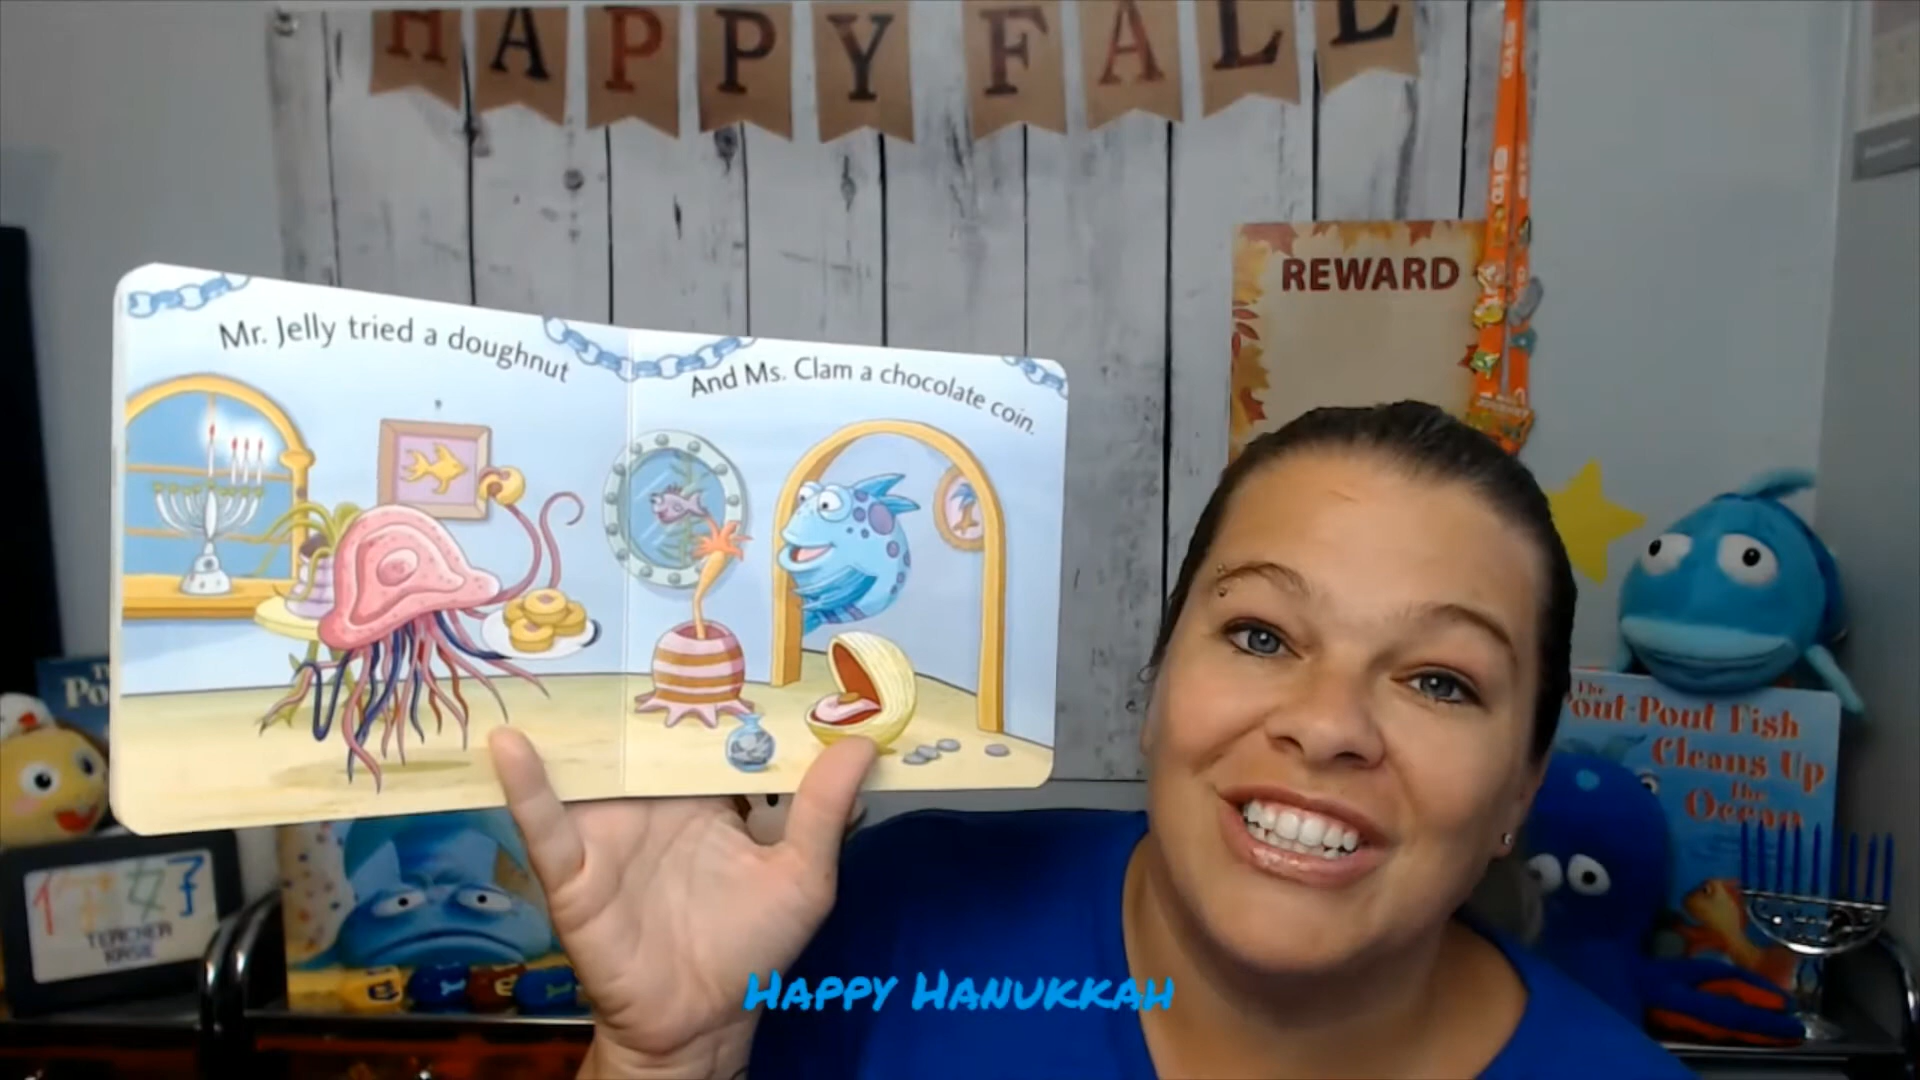 HAPPY FALL
REWARD
Mr. Jelly tried a doughnut
And Ms. Clam a chocolate coin.
The
Pout-Pout Fish
Cleans Up
the
Ocean
TEACHER
Happy Hanukkah